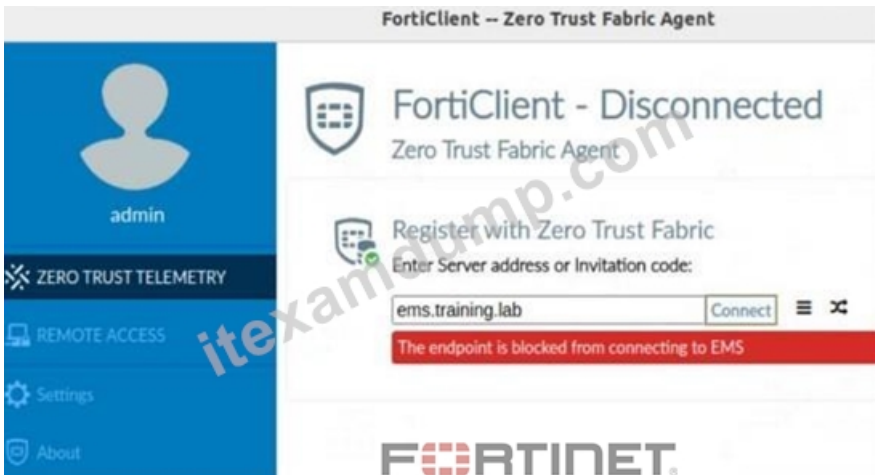 FortiClient -- Zero Trust Fabric Agent
FortiClient - Disconnected
Zero Trust Fabric Agent
admin
Register with Zero Trust Fabric
Enter Server address or Invitation code:
ZERO TRUST TELEMETRY
ems.training.lab
Connect
REMOTE ACCESS
The endpoint is blocked from connecting to EMS
Settings
About
itexamdump.com
FORTINET